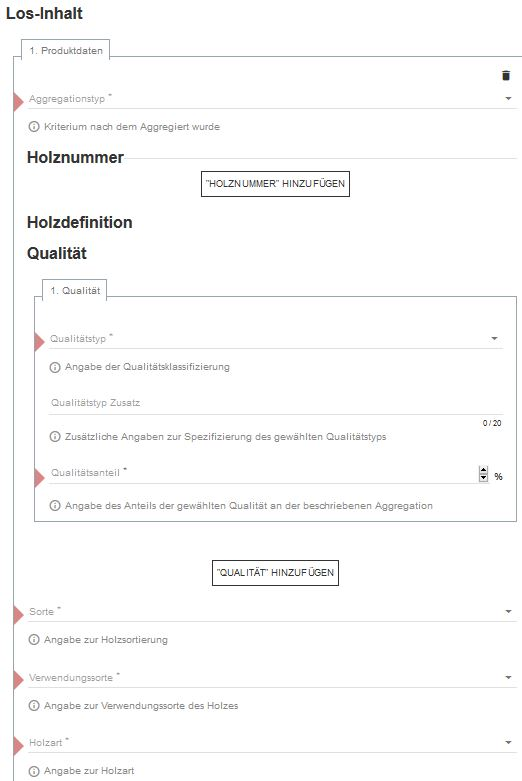 Los-Inhalt
1. Produktdaten
Aggregationstyp *
Kriterium nach dem Aggregiert wurde
Holznummer
"HOLZNUMMER" HINZUFÜGEN
Holzdefinition
Qualität
1. Qualität
Qualitätstyp *
Angabe der Qualitätsklassifizierung
Qualitätstyp Zusatz
0 / 20
Zusätzliche Angaben zur Spezifizierung des gewählten Qualitätstyps
Qualitätsanteil * %
Angabe des Anteils der gewählten Qualität an der beschriebenen Aggregation
"QUALITÄT" HINZUFÜGEN
Sorte *
Angabe zur Holzsortierung
Verwendungssorte *
Angabe zur Verwendungssorte des Holzes
Holzart *
Angabe zur Holzart